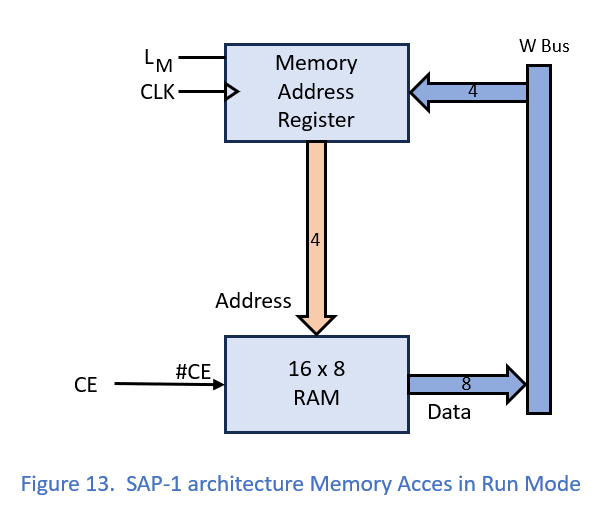 W Bus
L M
Memory
Address
Register
CLK
4
4
Address
16 x 8
RAM
#CE
CE
8
Data
Figure 13. SAP-1 architecture Memory Acces in Run Mode